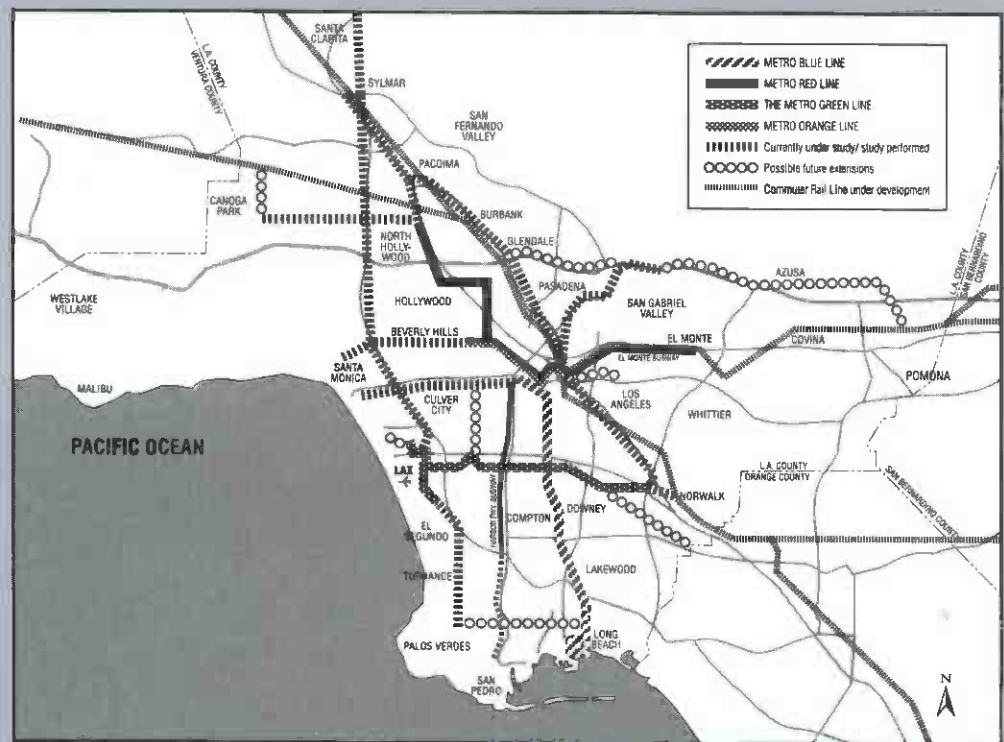 SANTA
CLARITA
L.A. COUNTY
VENTURA COUNTY
SYLMAR
SAN
FERNANDO
VALLEY
PACOIMA
CANOGA
PARK
BURBANK
NORTH
HOLLY-
WOOD
GLENDALE
PASADENA
AZUSA
L.A. COUNTY
SAN BERNARDINO
COUNTY
WESTLAKE
VILLAGE
HOLLYWOOD
SAN GABRIEL
VALLEY
BEVERLY HILLS
EL MONTE
COVINA
EL MONTE BUSWAY
SANTA
MONICA
POMONA
MALIBU
CULVER
CITY
LOS
ANGELES
WHITTIER
PACIFIC OCEAN
LAX
L.A. COUNTY
ORANGE COUNTY
SAN BERNARDINO COUNTY
NORWALK
HARBOR FWY. BUSWAY
COMPTON
DOWNEY
EL
SEGUNDO
LAKEWOOD
TORRANCE
PALOS VERDES
LONG
BEACH
SAN
PEDRO
METRO BLUE LINE
METRO RED LINE
THE METRO GREEN LINE
METRO ORANGE LINE
Currently under study/ study performed
Possible future extensions
Commuter Rail Line under development
N